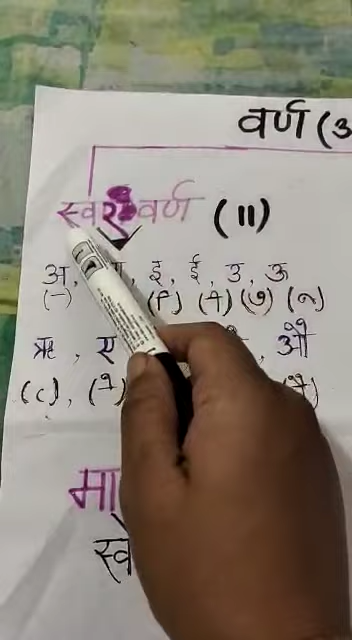 वर्ण (अ
स्वर वर्ण (11)
अ, इ, ई, उ, ऊ
(-) (ि) (ी) (ु) (ू)
ऋ, ए औ
(ृ), (े)
मा
स्व